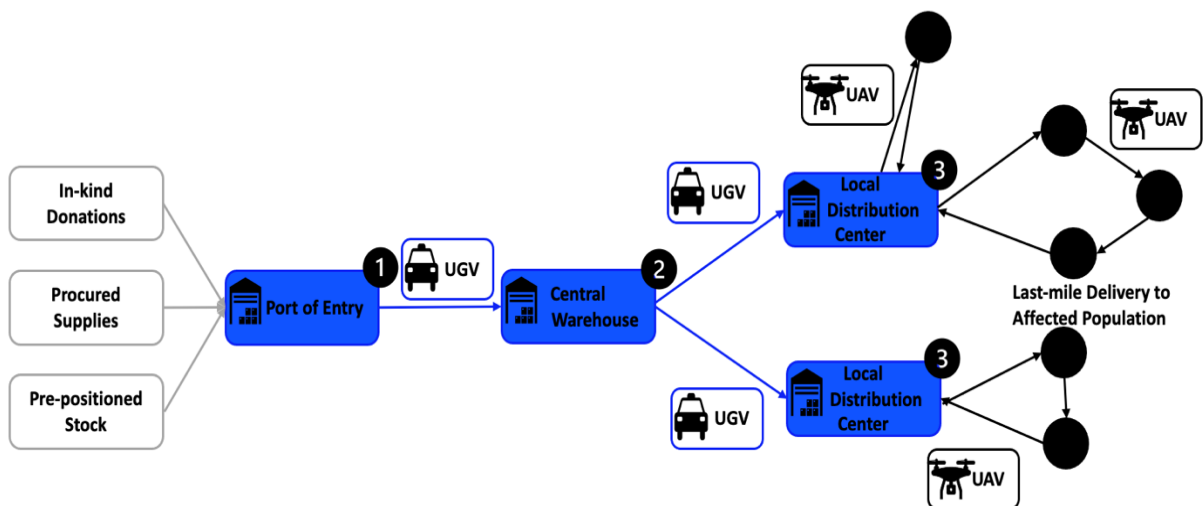 In-kind
Donations
Procured
Supplies
Pre-positioned
Stock
1
Port of Entry
UGV
2
Central
Warehouse
UGV
UGV
3
Local
Distribution
Center
UAV
UAV
Last-mile Delivery to
Affected Population
3
Local
Distribution
Center
UAV